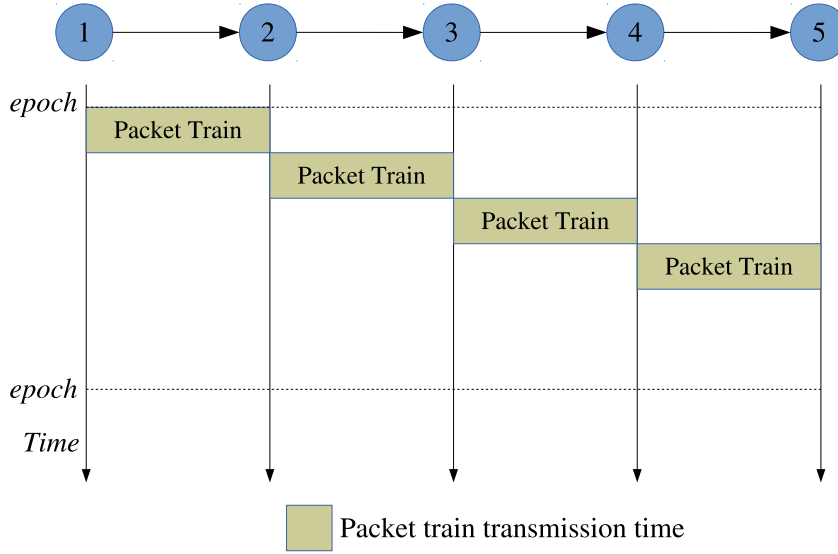 1 2 3 4 5
epoch
Packet Train
Packet Train
Packet Train
Packet Train
epoch
Time
Packet train transmission time